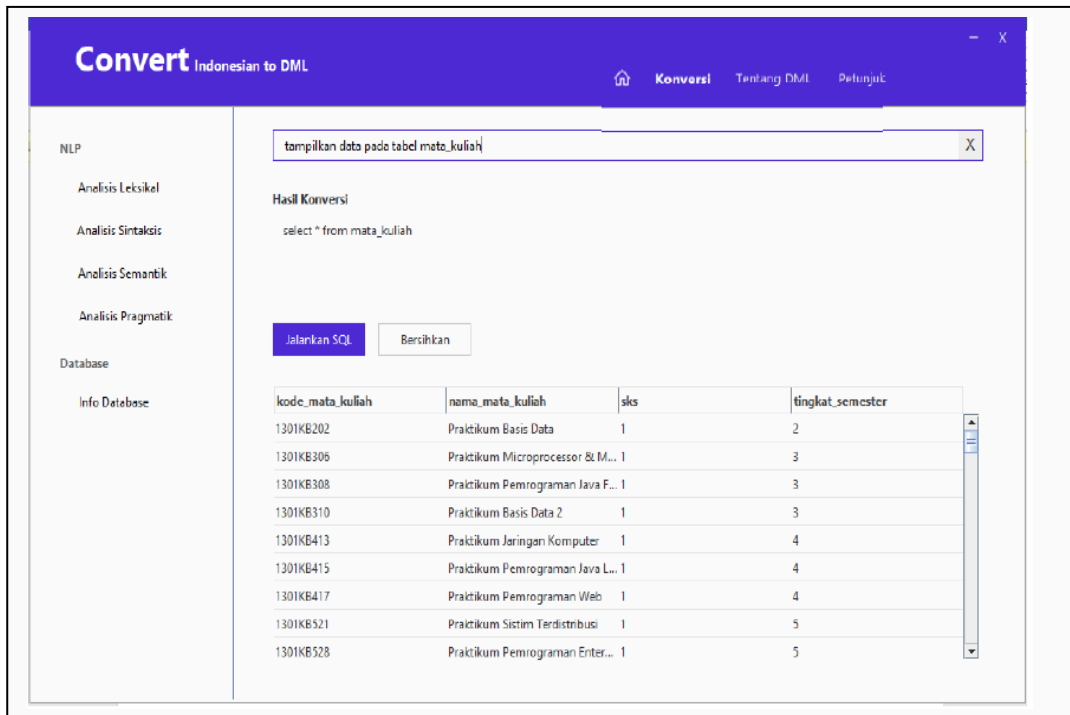 Convert Indonesian to DML
– X
Konversi Tentang DML Petunjuk
NLP
Analisis Leksikal
Analisis Sintaksis
Analisis Semantik
Analisis Pragmatik
Database
Info Database
tampilkan data pada tabel mata_kuliah X
Hasil Konversi
select * from mata_kuliah
Jalankan SQL Bersihkan
kode_mata_kuliah nama_mata_kuliah sks tingkat_semester
1301KB202 Praktikum Basis Data 1 2
1301KB306 Praktikum Microprocessor & M... 1 3
1301KB308 Praktikum Pemrograman Java F... 1 3
1301KB310 Praktikum Basis Data 2 1 3
1301KB413 Praktikum Jaringan Komputer 1 4
1301KB415 Praktikum Pemrograman Java L... 1 4
1301KB417 Praktikum Pemrograman Web 1 4
1301KB521 Praktikum Sistim Terdistribusi 1 5
1301KB528 Praktikum Pemrograman Enter... 1 5